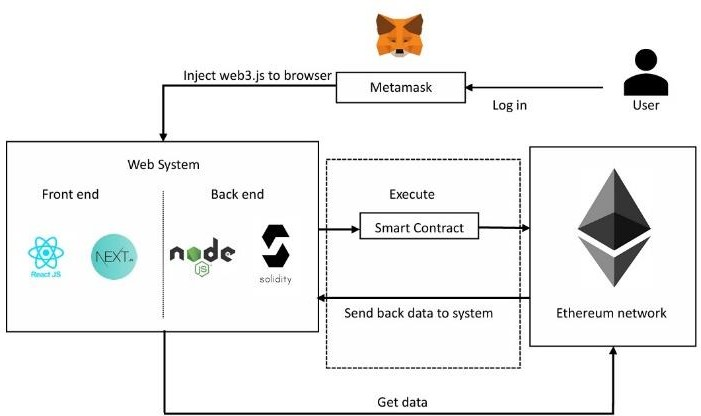 Inject web3.js to browser
Metamask
Log in
User
Web System
Front end
Back end
React JS
NEXT.JS
node
JS
solidity
Execute
Smart Contract
Send back data to system
Ethereum network
Get data